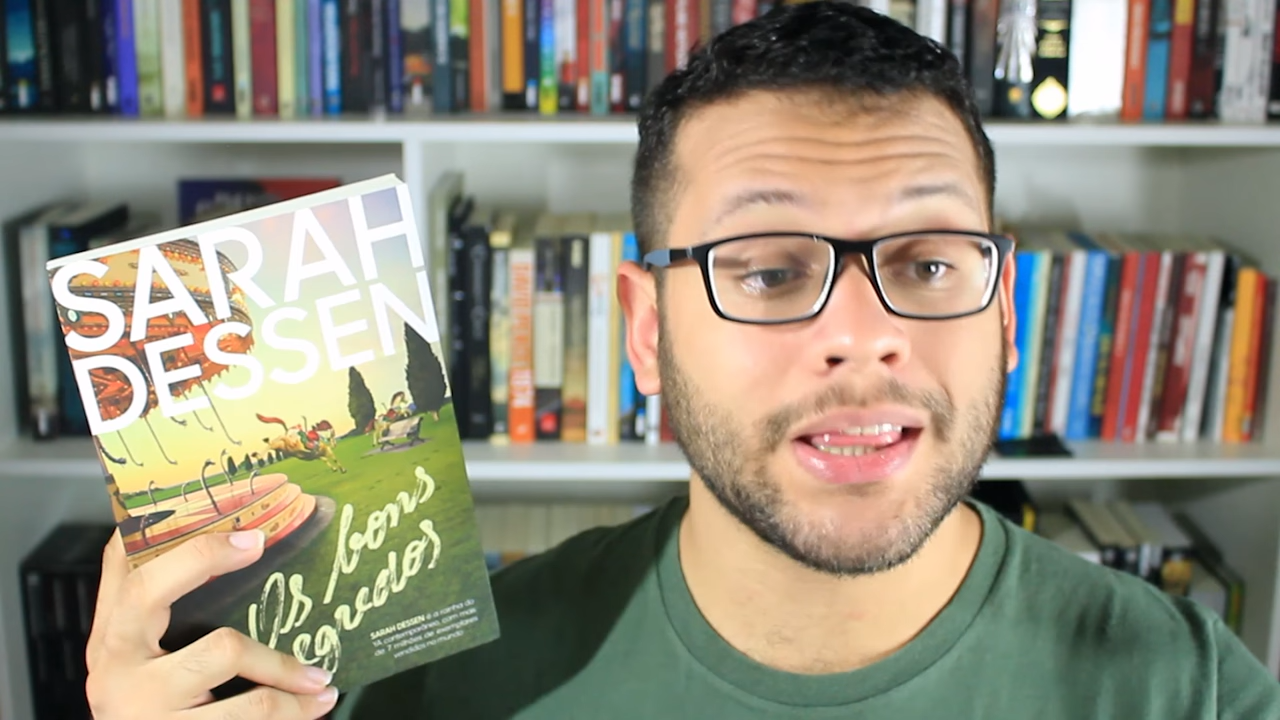 SARAH
DESSEN
Os bons
segredos
SARAH DESSEN é a rainha do
YA contemporâneo, com mais
de 7 milhões de exemplares
vendidos no mundo